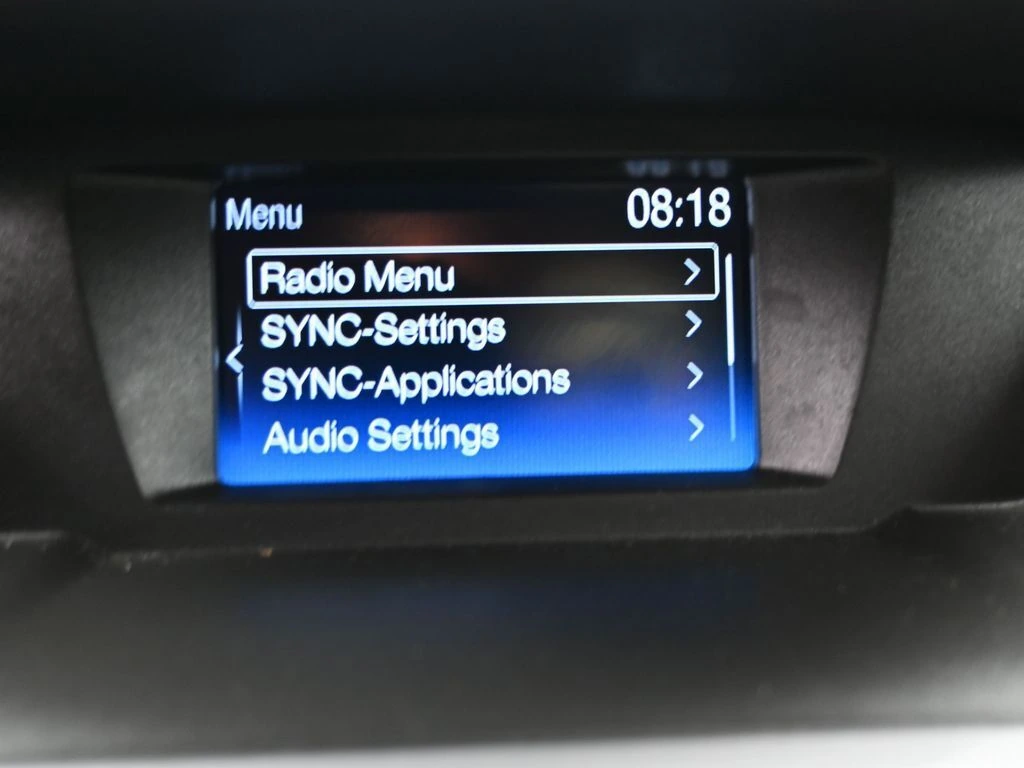 Menu 08:18
Radio Menu
SYNC-Settings
SYNC-Applications
Audio Settings